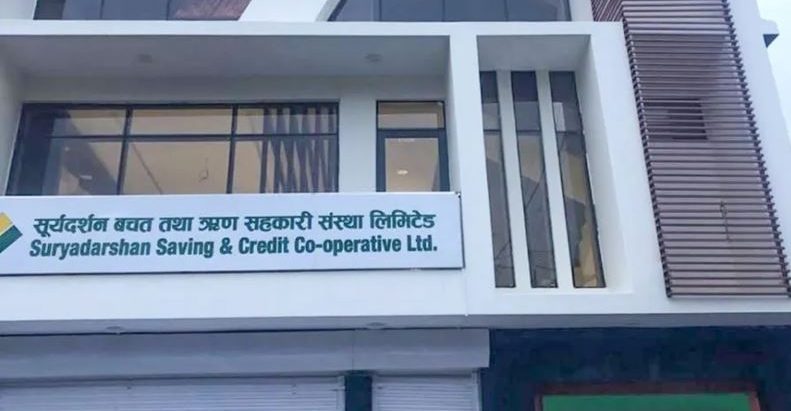 सूर्यदर्शन बचत तथा ऋण सहकारी संस्था लिमिटेड
Suryadarshan Saving & Credit Co-operative Ltd.